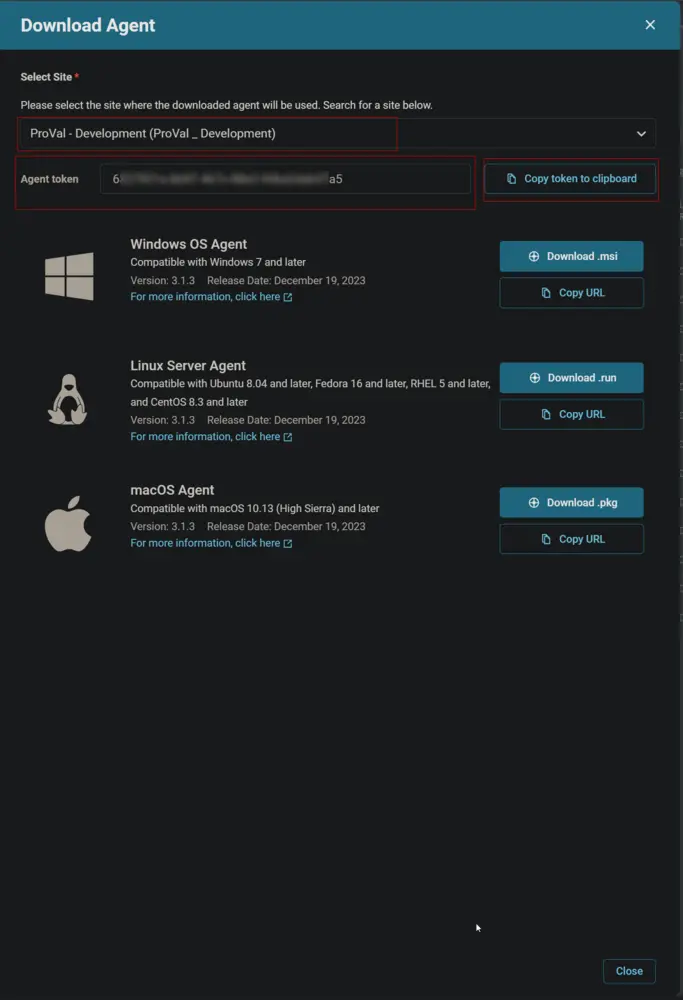 Download Agent
Select Site *
Please select the site where the downloaded agent will be used. Search for a site below.
ProVal - Development (ProVal _ Development)
Agent token
6
a5
Copy token to clipboard
Windows OS Agent
Compatible with Windows 7 and later
Version: 3.1.3 Release Date: December 19, 2023
For more information, click here
Download .msi
Copy URL
Linux Server Agent
Compatible with Ubuntu 8.04 and later, Fedora 16 and later, RHEL 5 and later,
and CentOS 8.3 and later
Version: 3.1.3 Release Date: December 19, 2023
For more information, click here
Download .run
Copy URL
macOS Agent
Compatible with macOS 10.13 (High Sierra) and later
Version: 3.1.3 Release Date: December 19, 2023
For more information, click here
Download .pkg
Copy URL
Close